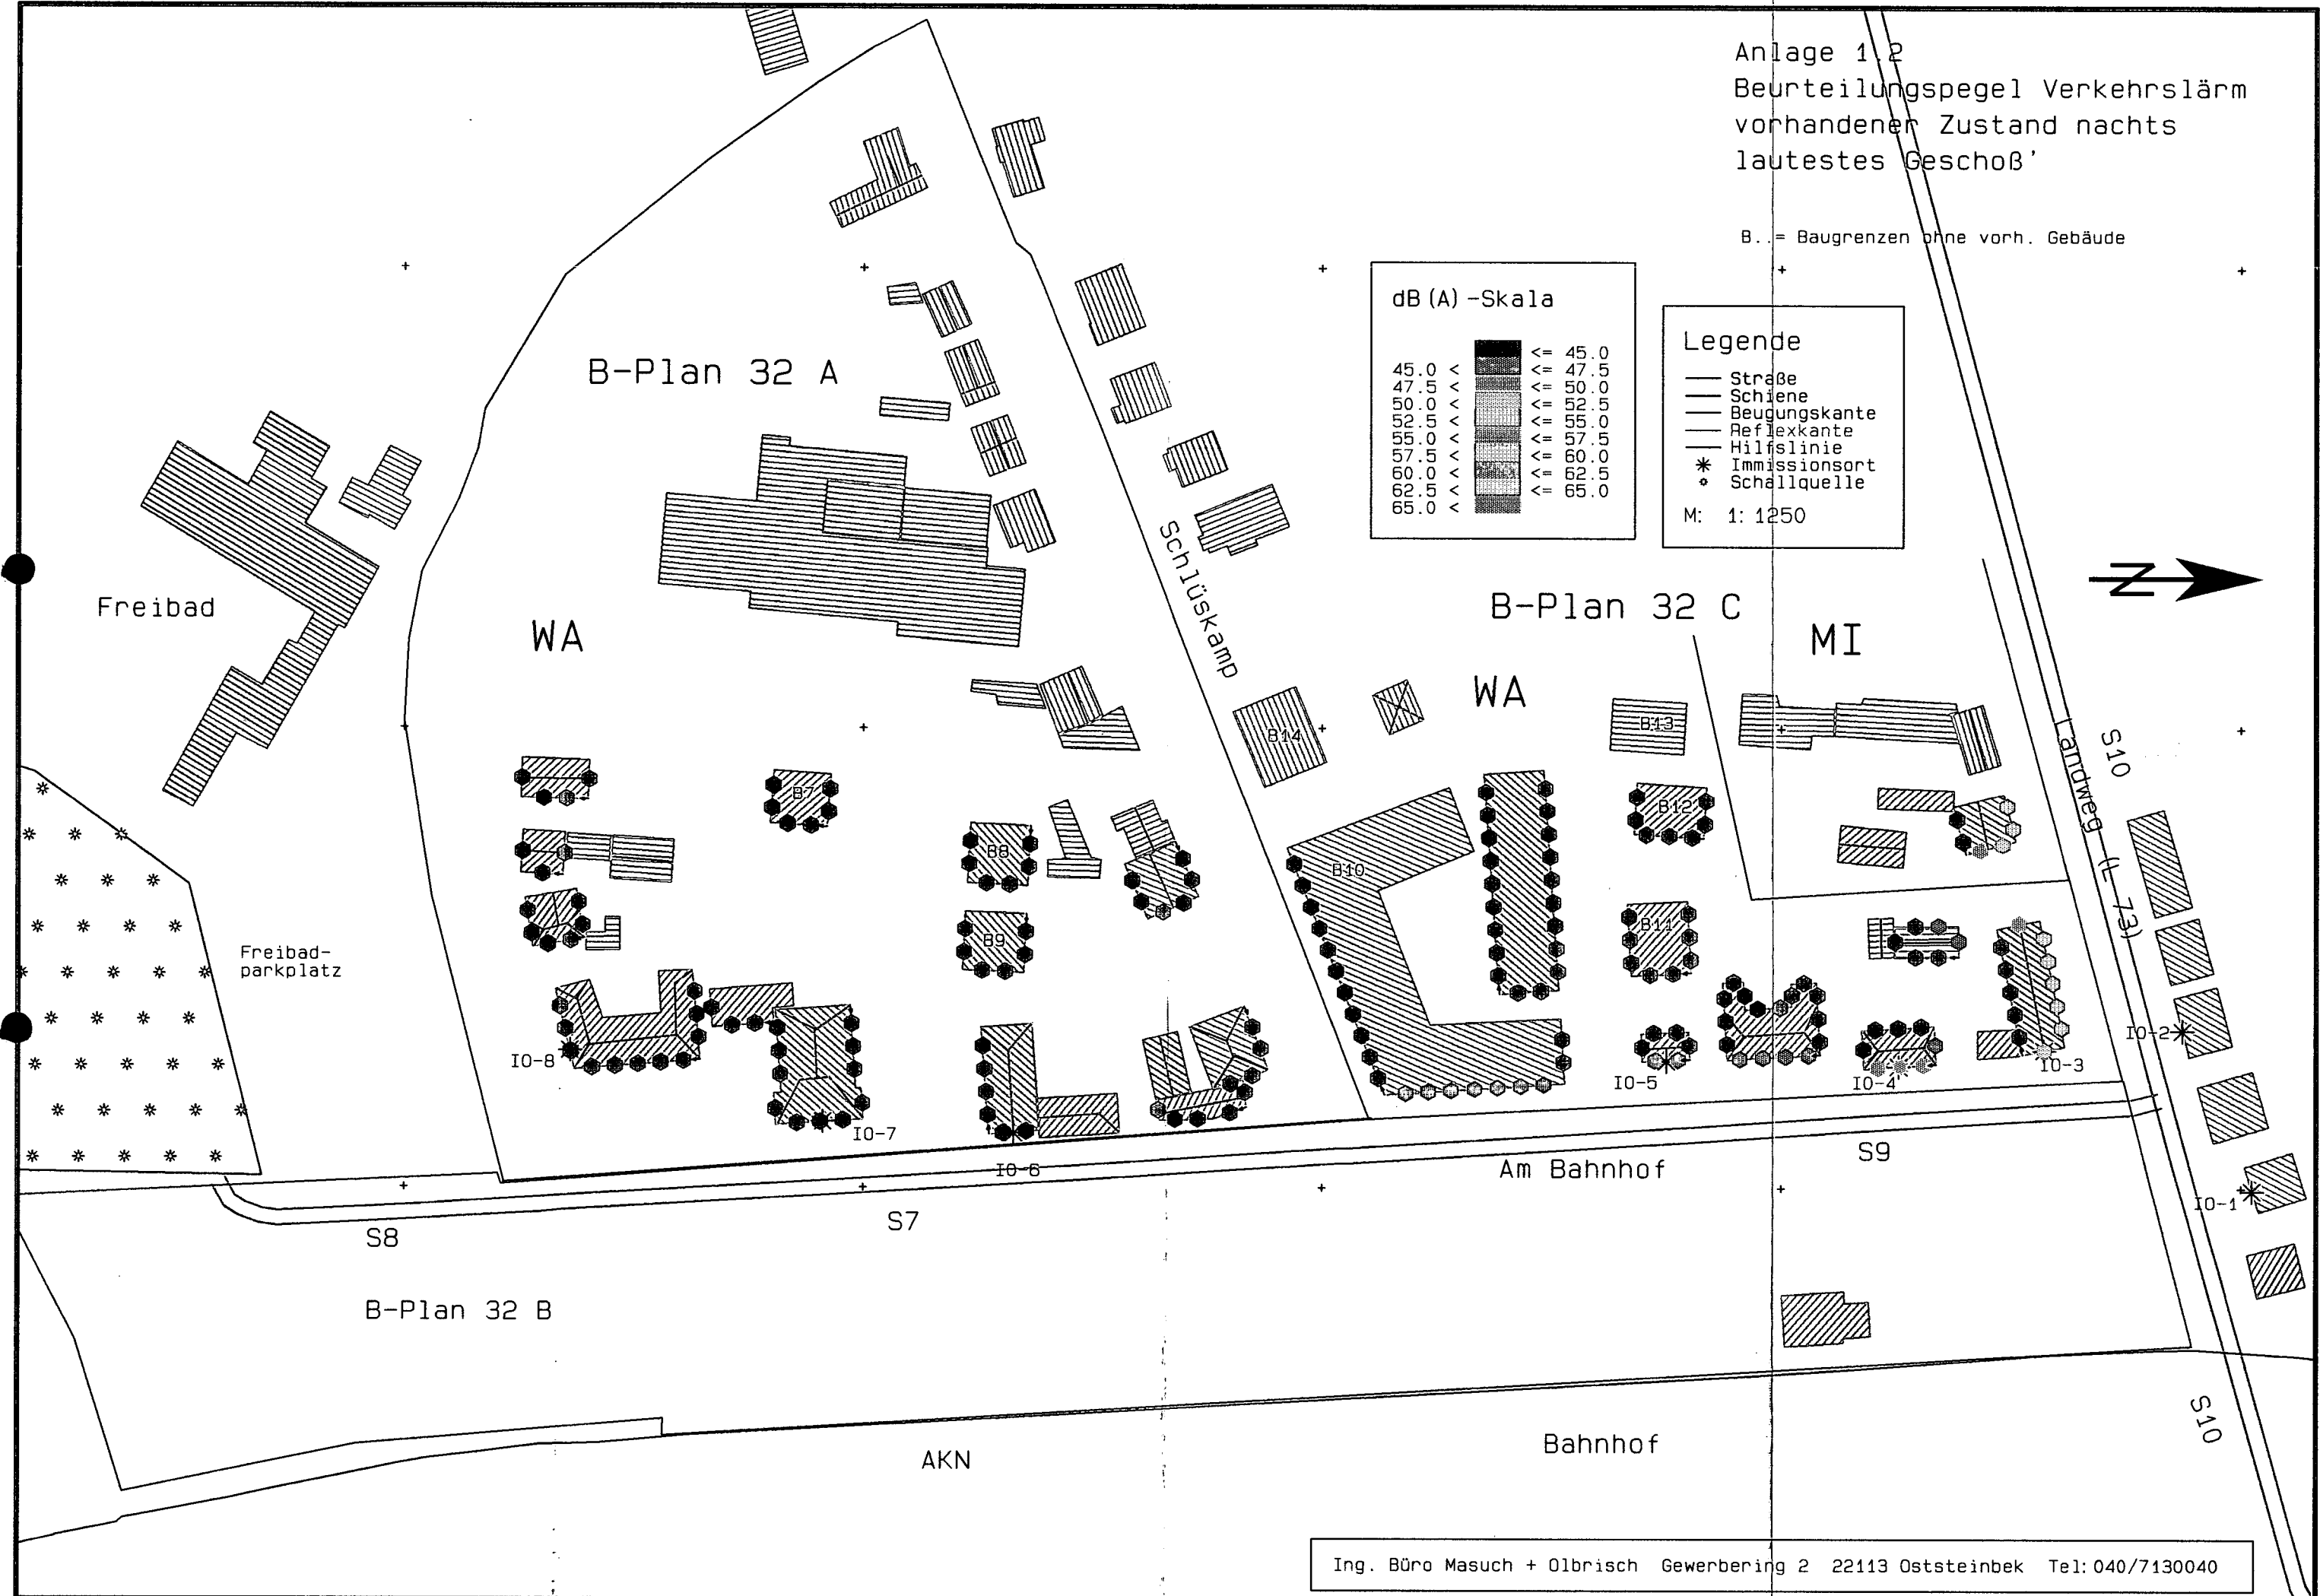 Anlage 1.2
Beurteilungspegel Verkehrslärm
vorhandener Zustand nachts
lautestes Geschoß'
B..= Baugrenzen ohne vorh. Gebäude
dB(A)-Skala
<= 45.0
45.0 < <= 47.5
47.5 < <= 50.0
50.0 < <= 52.5
52.5 < <= 55.0
55.0 < <= 57.5
57.5 < <= 60.0
60.0 < <= 62.5
62.5 < <= 65.0
65.0 <
Legende
Straße
Schiene
Beugungskante
Reflexkante
Hilfslinie
Immissionsort
Schallquelle
M: 1:1250
B-Plan 32 A
Freibad
WA
Schlüskamp
B-Plan 32 C
MI
WA
N
S10
Landweg (L 73)
B14
B13
B7
B12
B8
B10
B9
B11
Freibad-
parkplatz
IO-8
IO-7
IO-6
IO-5
IO-4
IO-3
IO-2
IO-1
Am Bahnhof
S9
S7
S8
B-Plan 32 B
AKN
Bahnhof
S10
Ing. Büro Masuch + Olbrisch Gewerbering 2 22113 Oststeinbek Tel:040/7130040